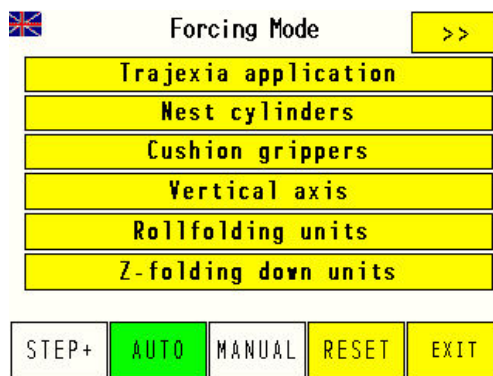 Forcing Mode
>>
Trajexia application
Nest cylinders
Cushion grippers
Vertical axis
Rollfolding units
Z-folding down units
STEP+ AUTO MANUAL RESET EXIT